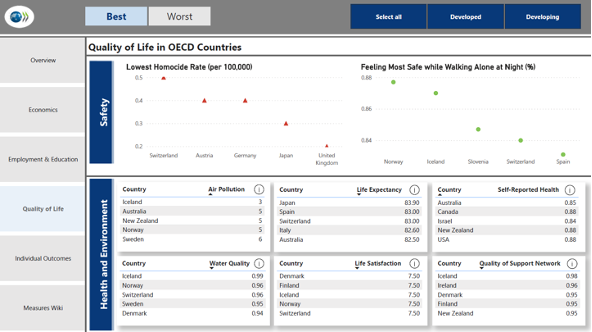 Best
Worst
Select all
Developed
Developing
Quality of Life in OECD Countries
Overview
Economics
Employment & Education
Quality of Life
Individual Outcomes
Measures Wiki
Safety
Lowest Homocide Rate (per 100,000)
0.5
0.4
0.3
0.2
Switzerland Austria Germany Japan United
Kingdom
Feeling Most Safe while Walking Alone at Night (%)
0.88
0.86
0.84
Norway Iceland Slovenia Switzerland Spain
Health and Environment
Country Air Pollution
Iceland 3
Australia 5
New Zealand 5
Norway 5
Sweden 6
Country Life Expectancy
Japan 83.90
Spain 83.00
Switzerland 83.00
Italy 82.60
Australia 82.50
Country Self-Reported Health
Australia 0.85
Canada 0.88
Israel 0.84
New Zealand 0.88
USA 0.88
Country Water Quality
Iceland 0.99
Norway 0.96
Switzerland 0.96
Sweden 0.95
Denmark 0.94
Country Life Satisfaction
Denmark 7.50
Finland 7.50
Iceland 7.50
Norway 7.50
Switzerland 7.50
Country Quality of Support Network
Iceland 0.98
Ireland 0.96
Denmark 0.95
Finland 0.95
New Zealand 0.95